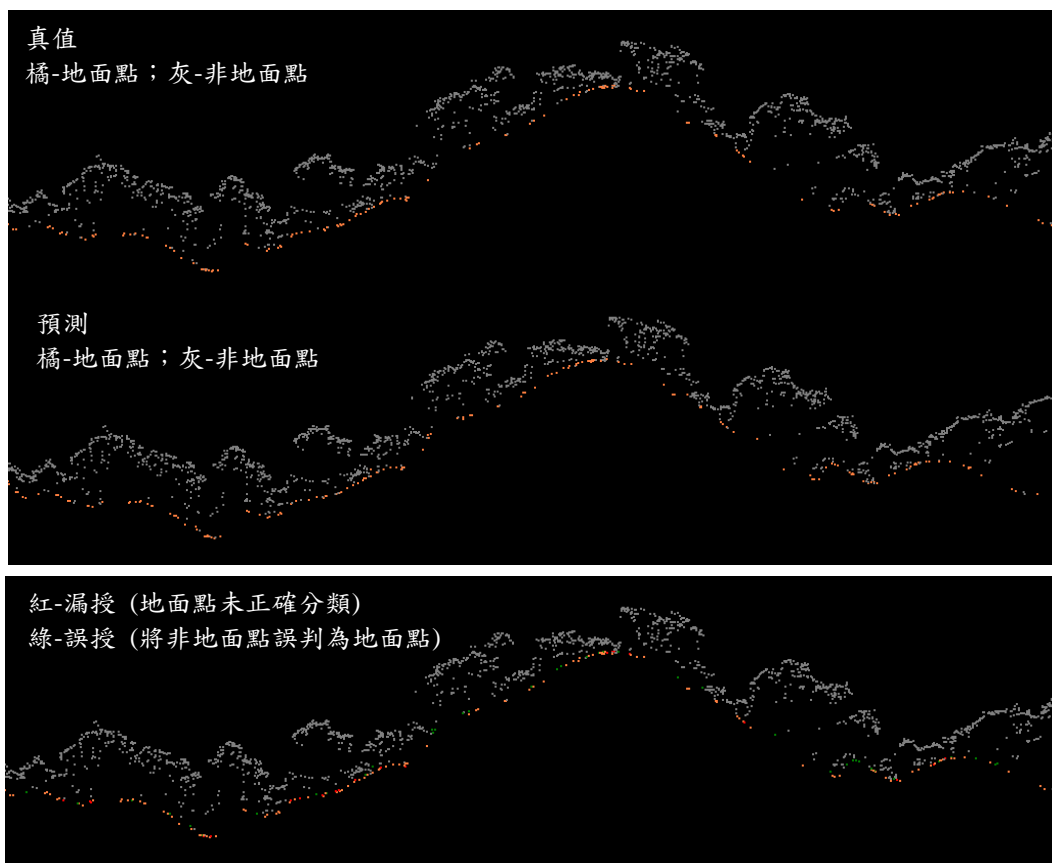 真值
橘-地面點；灰-非地面點
預測
橘-地面點；灰-非地面點
紅-漏授 (地面點未正確分類)
綠-誤授 (將非地面點誤判為地面點)